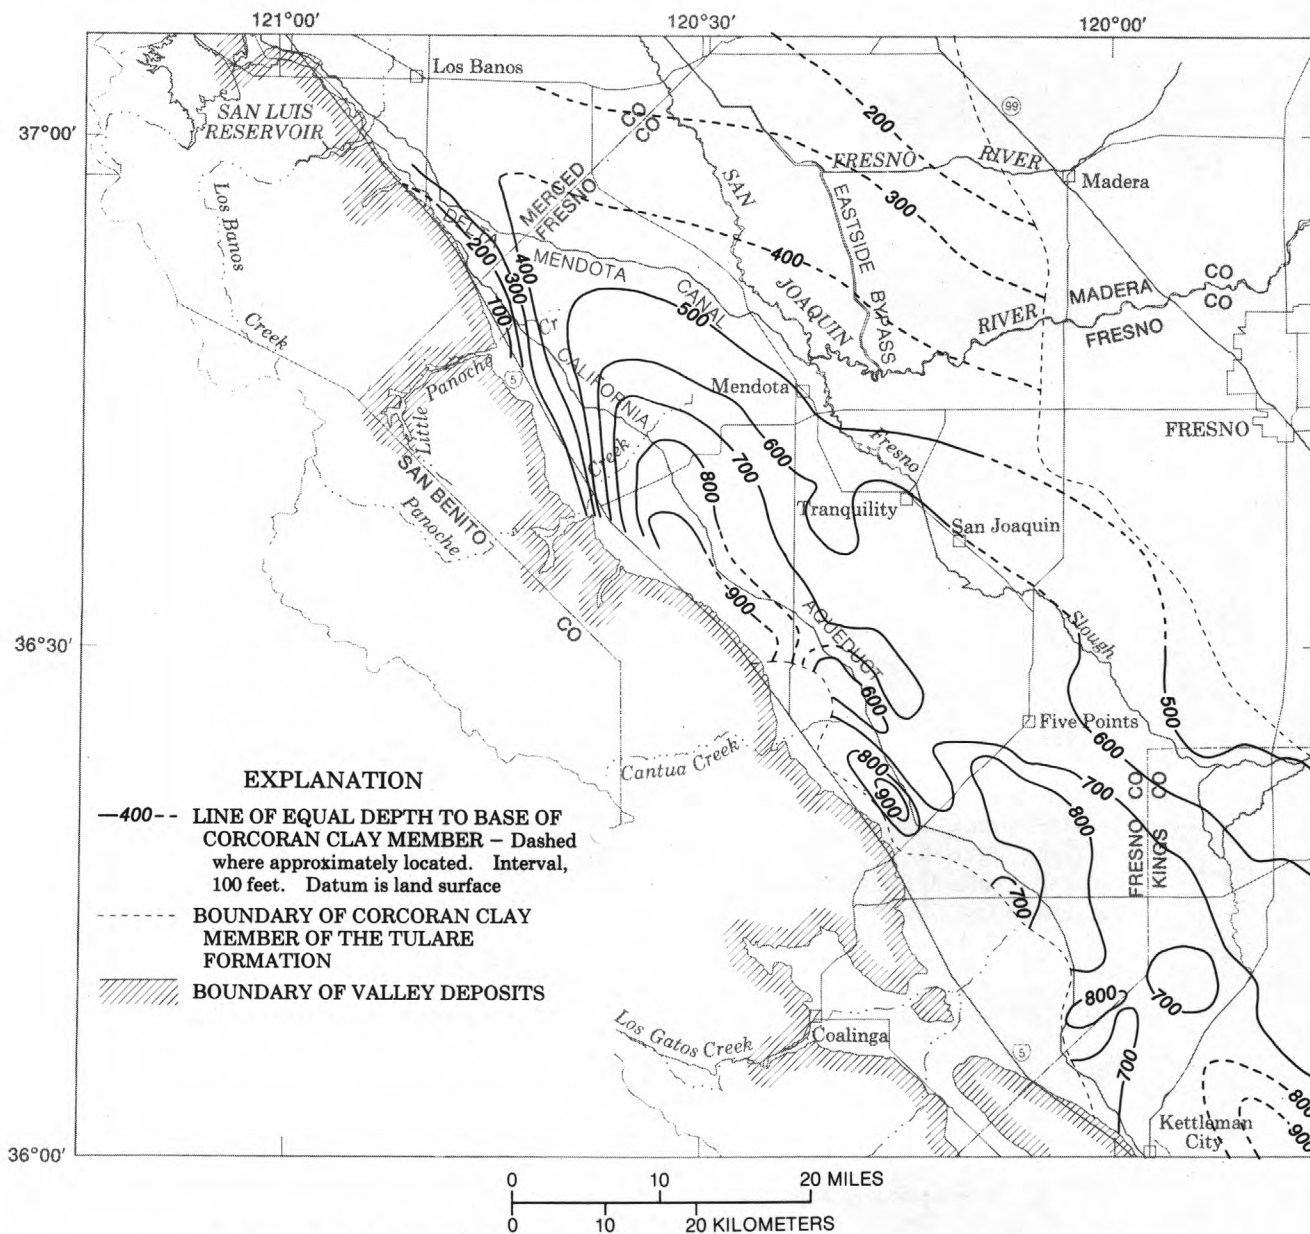 121°00′
120°30′
120°00′
37°00′
36°30′
36°00′
Los Banos
SAN LUIS
RESERVOIR
Los Banos
Creek
MERCED
FRESNO
CO
CO
SAN
JOAQUIN
FRESNO
RIVER
EASTSIDE
BYPASS
99
Madera
200
300
400
DELTA
MENDOTA
CANAL
200
300
400
100
500
Cr
CALIFORNIA
5
Little
Panoche
SAN BENITO
CO
Panoche
Creek
RIVER
MADERA
CO
CO
FRESNO
FRESNO
Mendota
Fresno
600
700
800
900
Tranquility
San Joaquin
Slough
AQUEDUCT
600
500
600
700
800
Five Points
Cantua Creek
800
900
700
FRESNO CO
KINGS CO
800
700
700
Coalinga
Los Gatos Creek
5
Kettleman
City
800
900
EXPLANATION
—400-- LINE OF EQUAL DEPTH TO BASE OF
CORCORAN CLAY MEMBER – Dashed
where approximately located. Interval,
100 feet. Datum is land surface
BOUNDARY OF CORCORAN CLAY
MEMBER OF THE TULARE
FORMATION
BOUNDARY OF VALLEY DEPOSITS
0 10 20 MILES
0 10 20 KILOMETERS